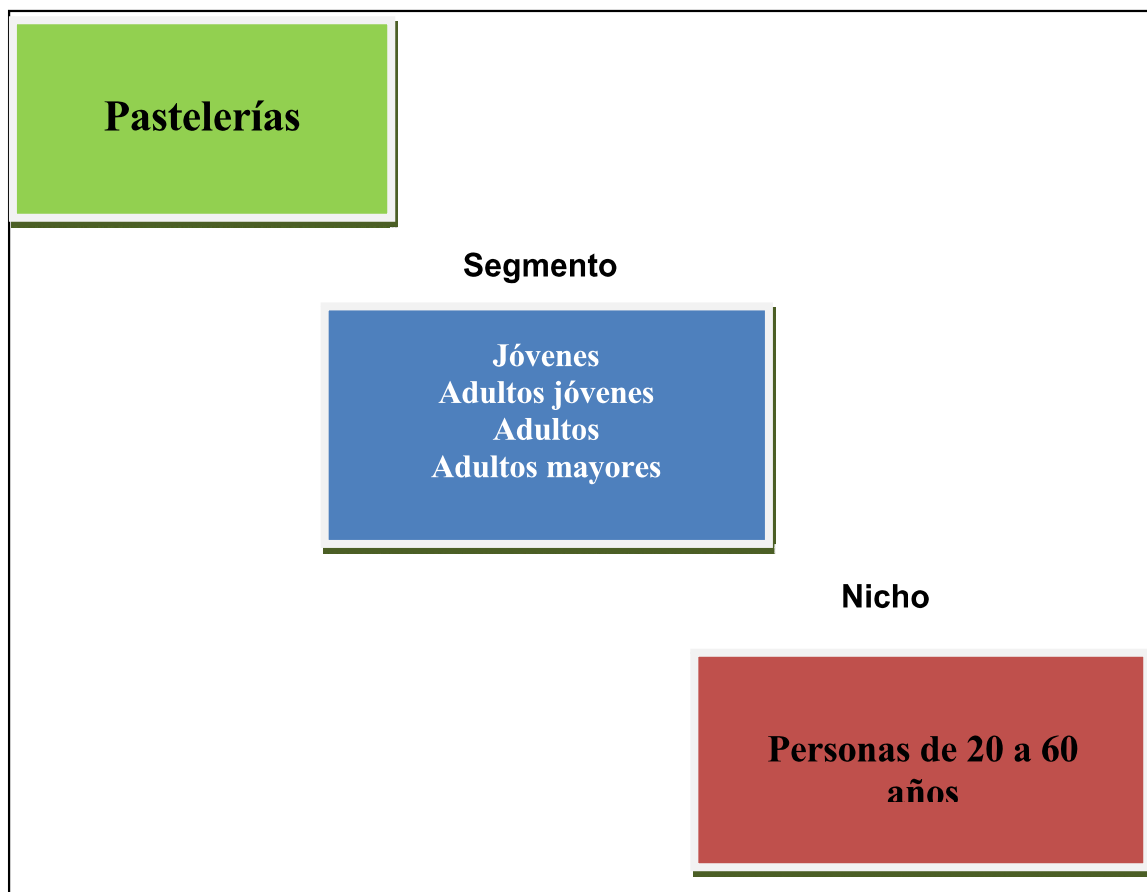 Pastelerías
Segmento
Jóvenes
Adultos jóvenes
Adultos
Adultos mayores
Nicho
Personas de 20 a 60
años